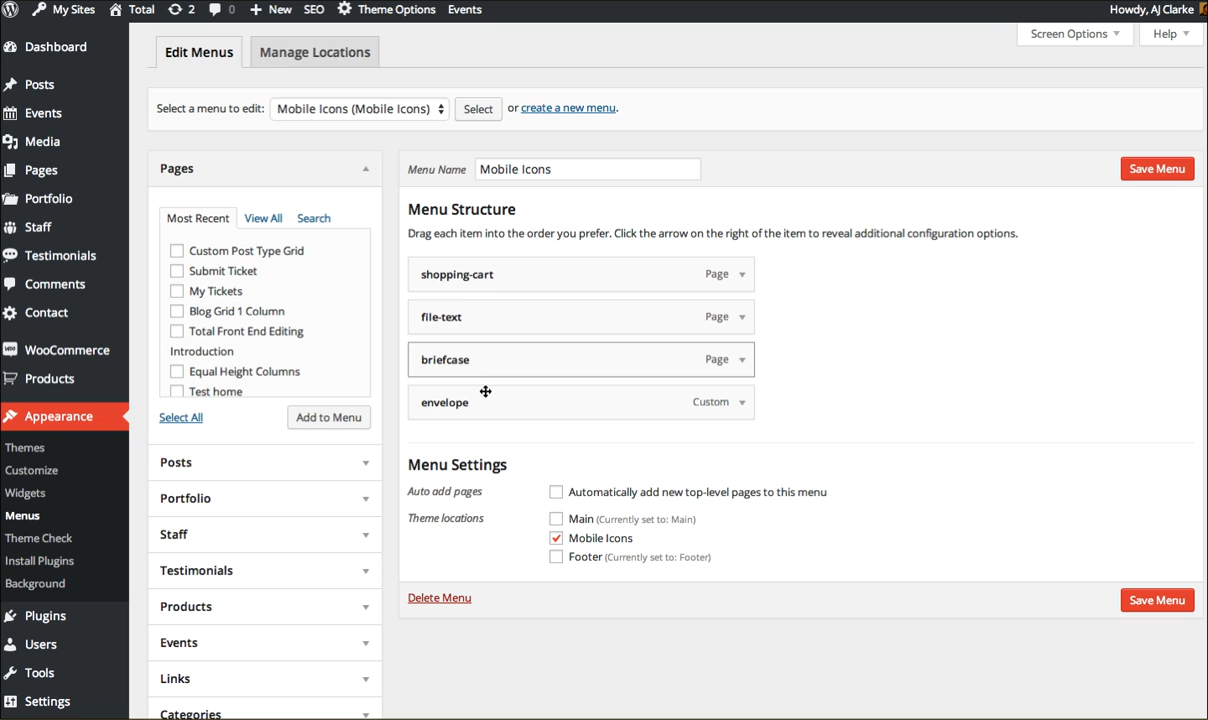 My Sites Total 2 0 New SEO Theme Options Events Howdy, AJ Clarke
Screen Options Help
Dashboard
Posts
Events
Media
Pages
Portfolio
Staff
Testimonials
Comments
Contact
WooCommerce
Products
Appearance
Themes
Customize
Widgets
Menus
Theme Check
Install Plugins
Background
Plugins
Users
Tools
Settings
Edit Menus Manage Locations
Select a menu to edit: Mobile Icons (Mobile Icons) Select or create a new menu.
Pages
Most Recent View All Search
Custom Post Type Grid
Submit Ticket
My Tickets
Blog Grid 1 Column
Total Front End Editing
Introduction
Equal Height Columns
Test home
Select All Add to Menu
Posts
Portfolio
Staff
Testimonials
Products
Events
Links
Categories
Menu Name Mobile Icons Save Menu
Menu Structure
Drag each item into the order you prefer. Click the arrow on the right of the item to reveal additional configuration options.
shopping-cart Page
file-text Page
briefcase Page
envelope Custom
Menu Settings
Auto add pages Automatically add new top-level pages to this menu
Theme locations Main (Currently set to: Main)
Mobile Icons
Footer (Currently set to: Footer)
Delete Menu Save Menu